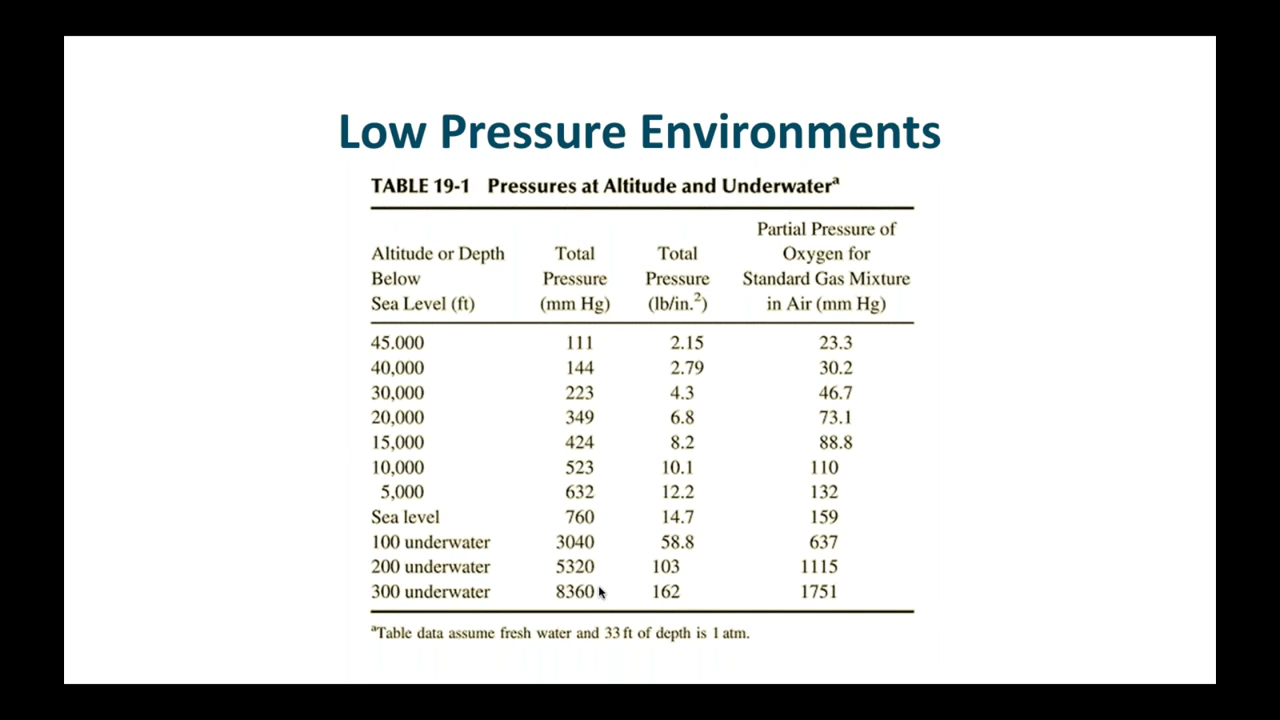 Low Pressure Environments
TABLE 19-1 Pressures at Altitude and Underwaterᵃ
Partial Pressure of
Altitude or Depth Total Total Oxygen for
Below Pressure Pressure Standard Gas Mixture
Sea Level (ft) (mm Hg) (lb/in.²) in Air (mm Hg)
45.000 111 2.15 23.3
40,000 144 2.79 30.2
30,000 223 4.3 46.7
20,000 349 6.8 73.1
15,000 424 8.2 88.8
10,000 523 10.1 110
5,000 632 12.2 132
Sea level 760 14.7 159
100 underwater 3040 58.8 637
200 underwater 5320 103 1115
300 underwater 8360 162 1751
ᵃTable data assume fresh water and 33 ft of depth is 1 atm.